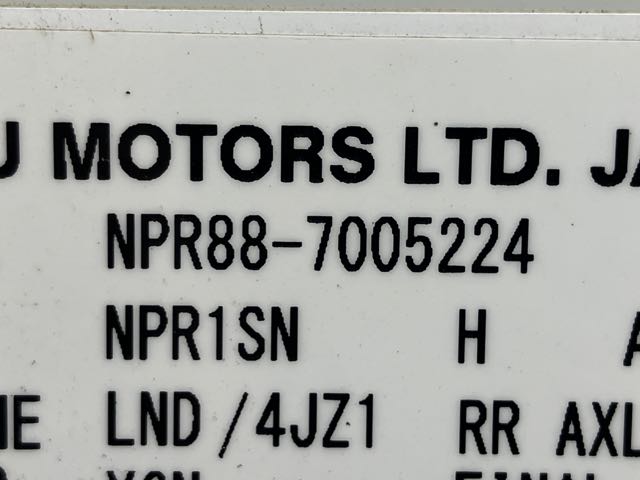 U MOTORS LTD. JA
NPR88-7005224
NPR1SN H A
NE LND/4JZ1 RR AXL